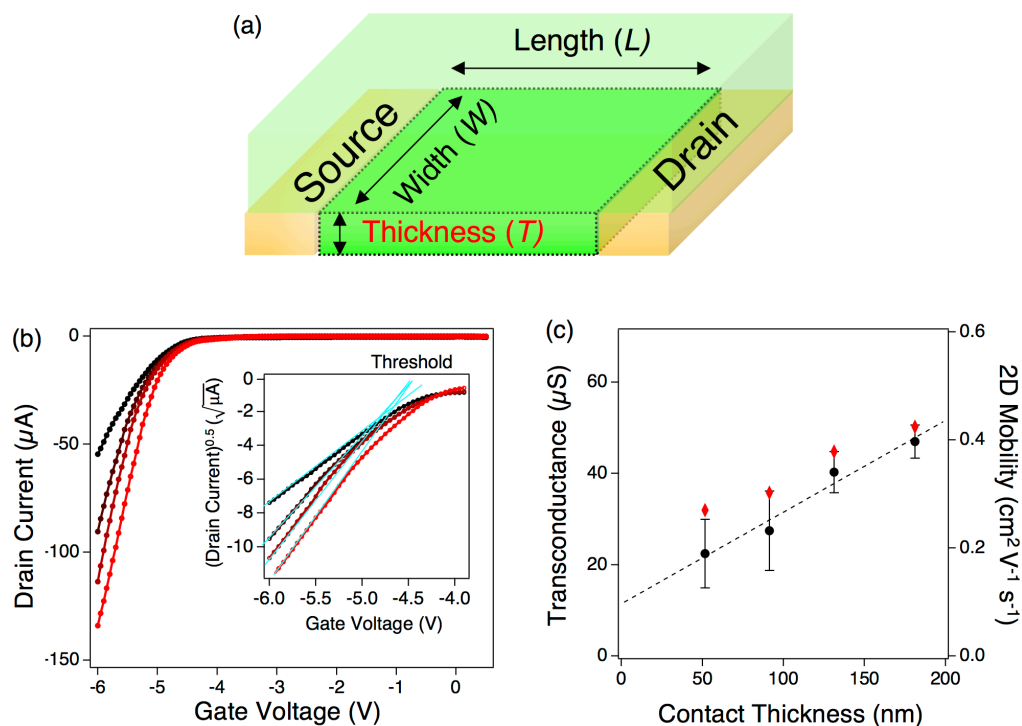 (a)
Length (L)
Source
Width (W)
Drain
Thickness (T)
(b)
0
-50
-100
-150
Drain Current (µA)
-6 -5 -4 -3 -2 -1 0
Gate Voltage (V)
Threshold
0
-2
-4
-6
-8
-10
(Drain Current)^0.5 (√µA)
-6.0 -5.5 -5.0 -4.5 -4.0
Gate Voltage (V)
(c)
60
40
20
0
Transconductance (µS)
0.6
0.4
0.2
0.0
2D Mobility (cm² V⁻¹ s⁻¹)
0 50 100 150 200
Contact Thickness (nm)